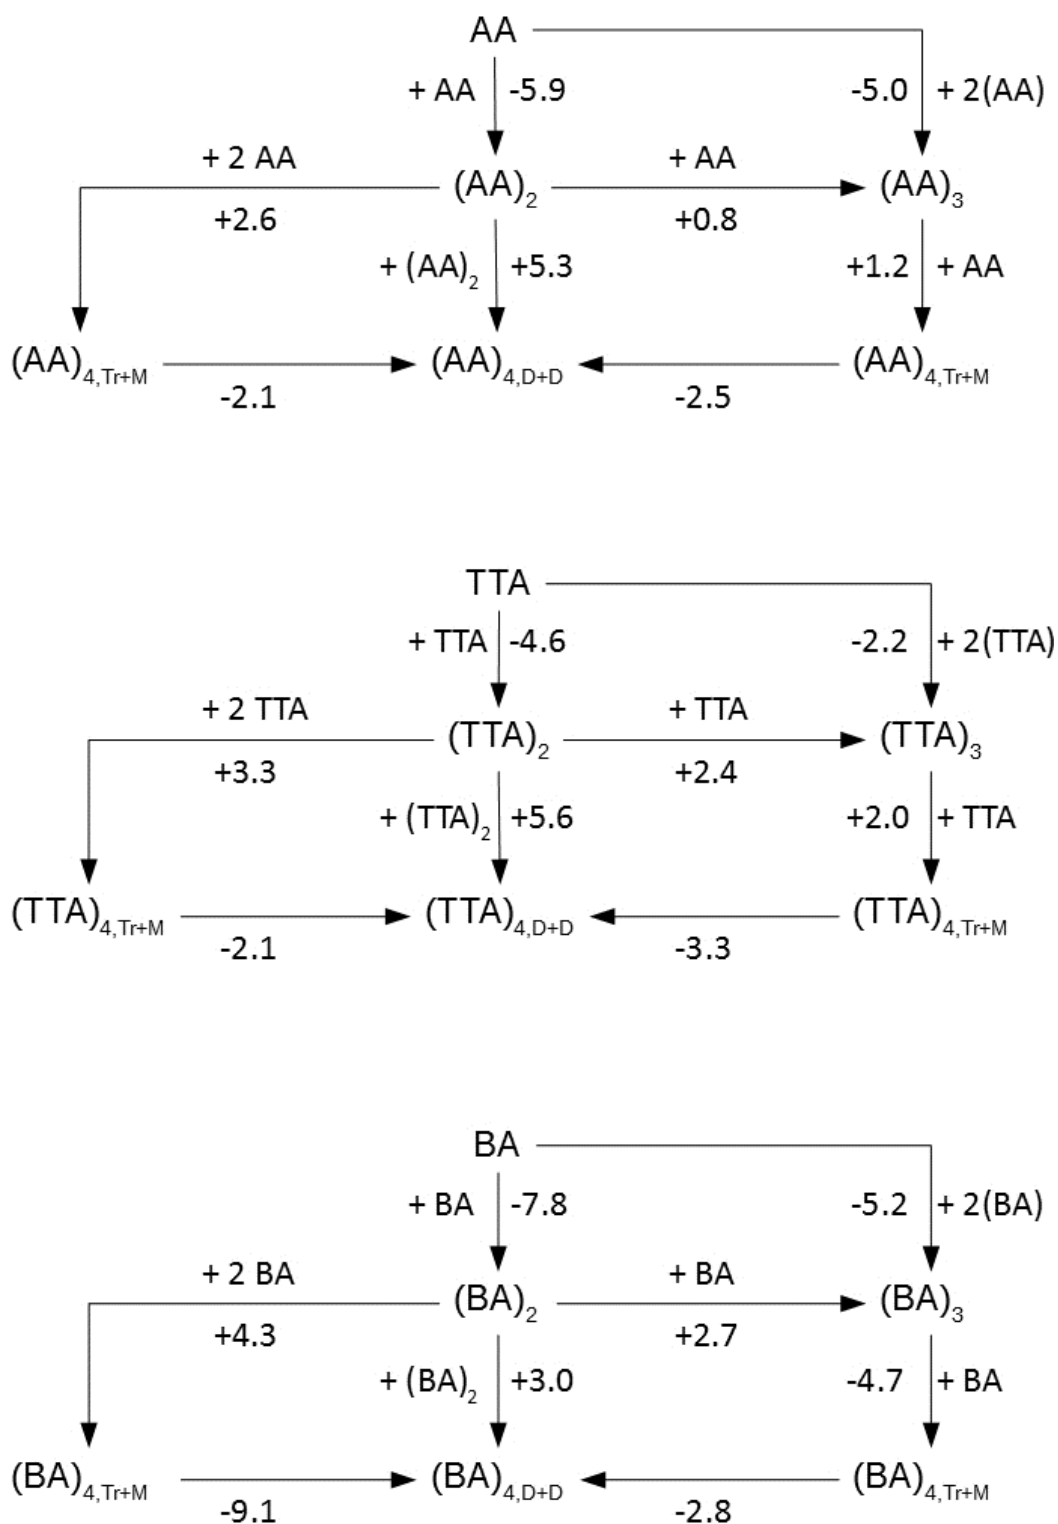 AA
+ AA -5.9 -5.0 + 2(AA)
+ 2 AA + AA
(AA)2 (AA)3
+2.6 +0.8
+ (AA)2 +5.3 +1.2 + AA
(AA)4,Tr+M (AA)4,D+D (AA)4,Tr+M
-2.1 -2.5
TTA
+ TTA -4.6 -2.2 + 2(TTA)
+ 2 TTA + TTA
(TTA)2 (TTA)3
+3.3 +2.4
+ (TTA)2 +5.6 +2.0 + TTA
(TTA)4,Tr+M (TTA)4,D+D (TTA)4,Tr+M
-2.1 -3.3
BA
+ BA -7.8 -5.2 + 2(BA)
+ 2 BA + BA
(BA)2 (BA)3
+4.3 +2.7
+ (BA)2 +3.0 -4.7 + BA
(BA)4,Tr+M (BA)4,D+D (BA)4,Tr+M
-9.1 -2.8